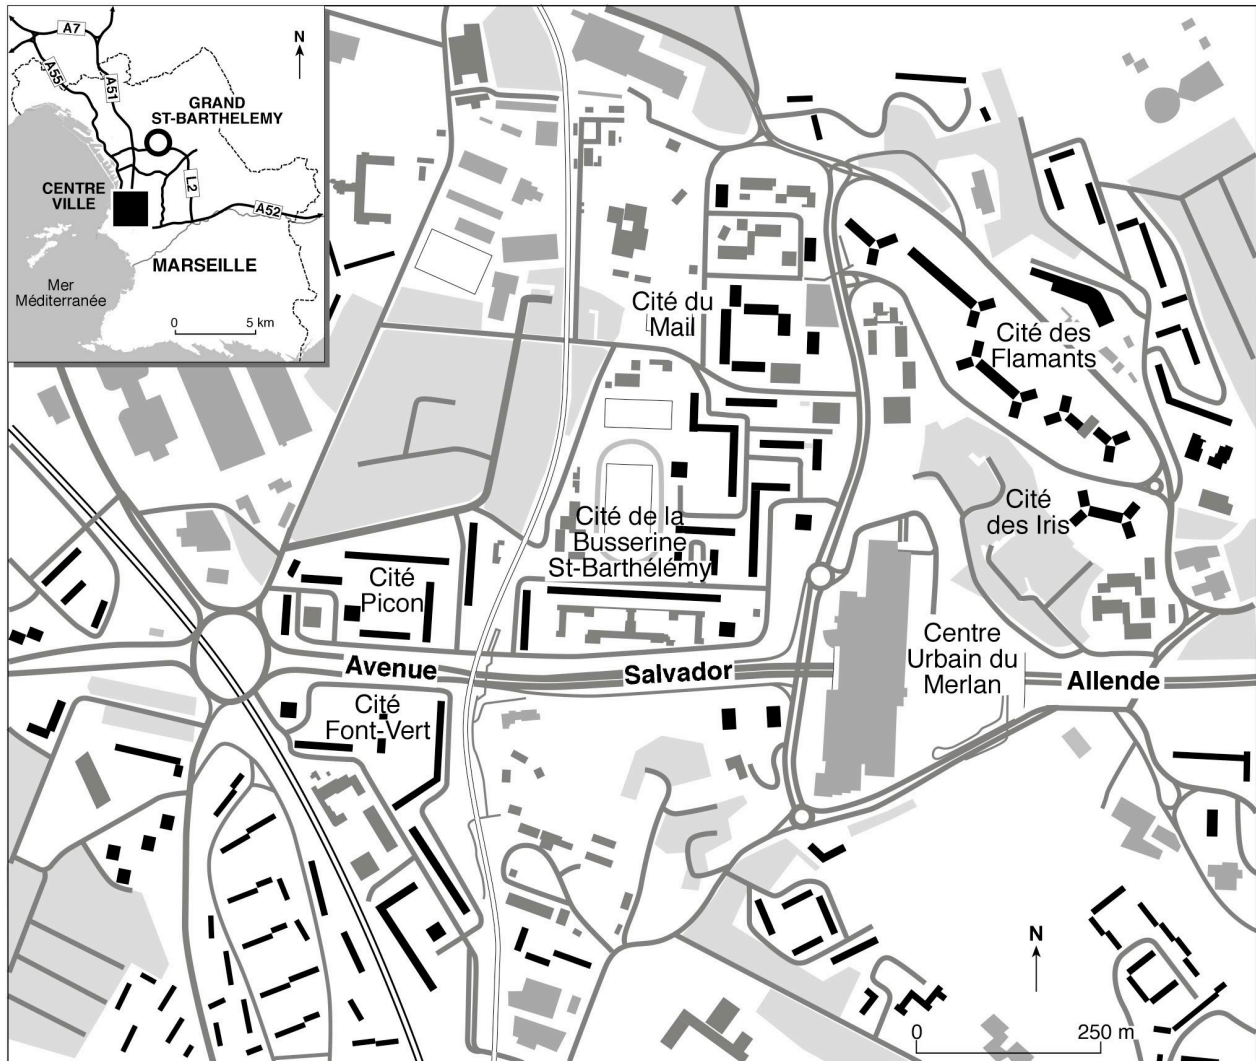 A7
N
A55
A51
GRAND
ST-BARTHELEMY
CENTRE
VILLE
L2
A52
MARSEILLE
Mer
Méditerranée
0 5 km
Cité du
Mail
Cité des
Flamants
Cité
des Iris
Cité de la
Busserine
St-Barthélémy
Cité
Picon
Centre
Urbain du
Merlan
Avenue Salvador Allende
Cité
Font-Vert
N
0 250 m